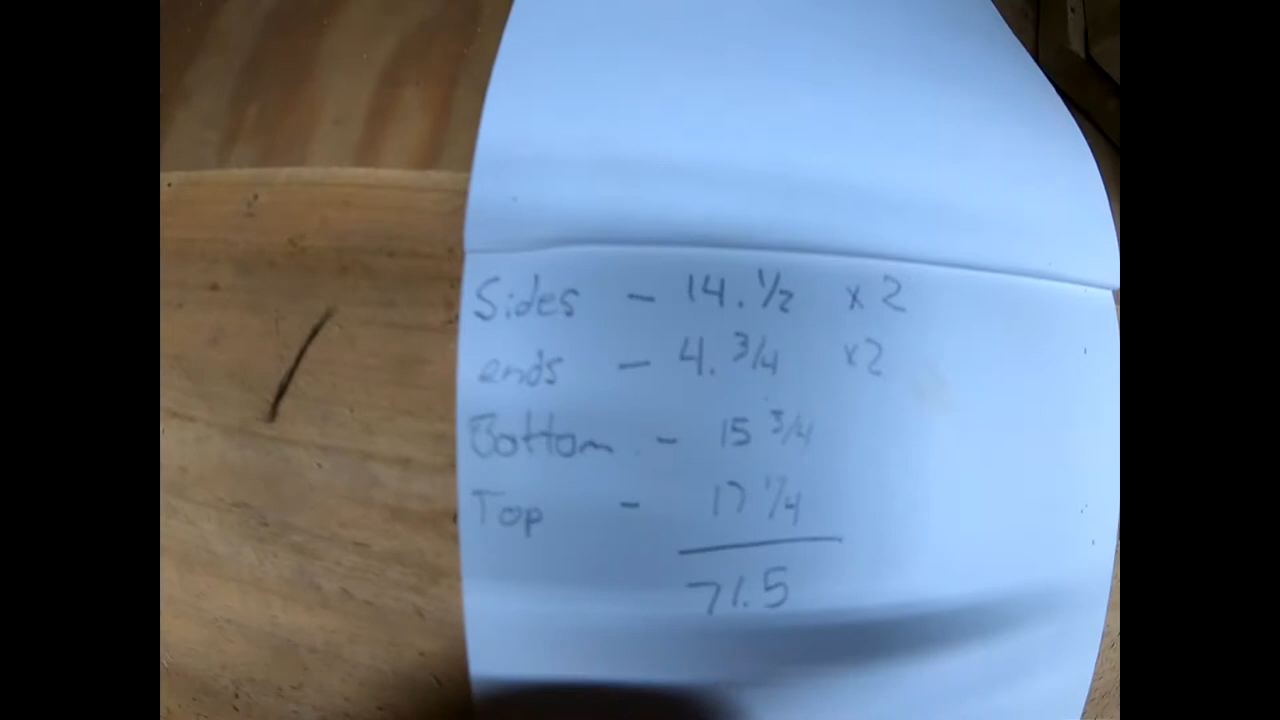 Sides - 14. 1/2 x 2
ends - 4. 3/4 x2
Bottom - 15 3/4
Top - 17 1/4
71.5